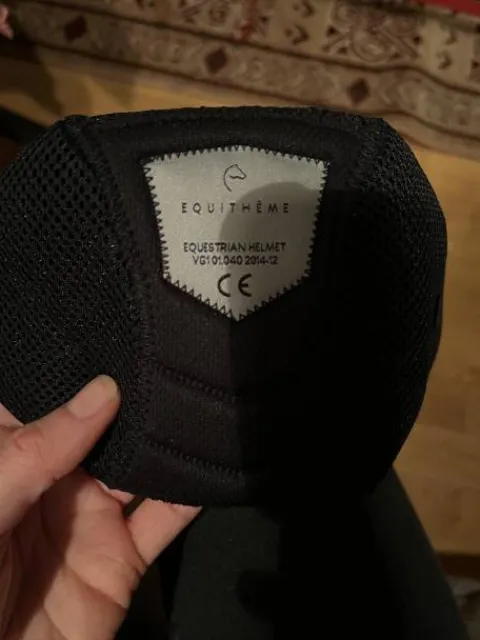 EQUITHÈME
EQUESTRIAN HELMET
VG1 01.040 2014-12
CE